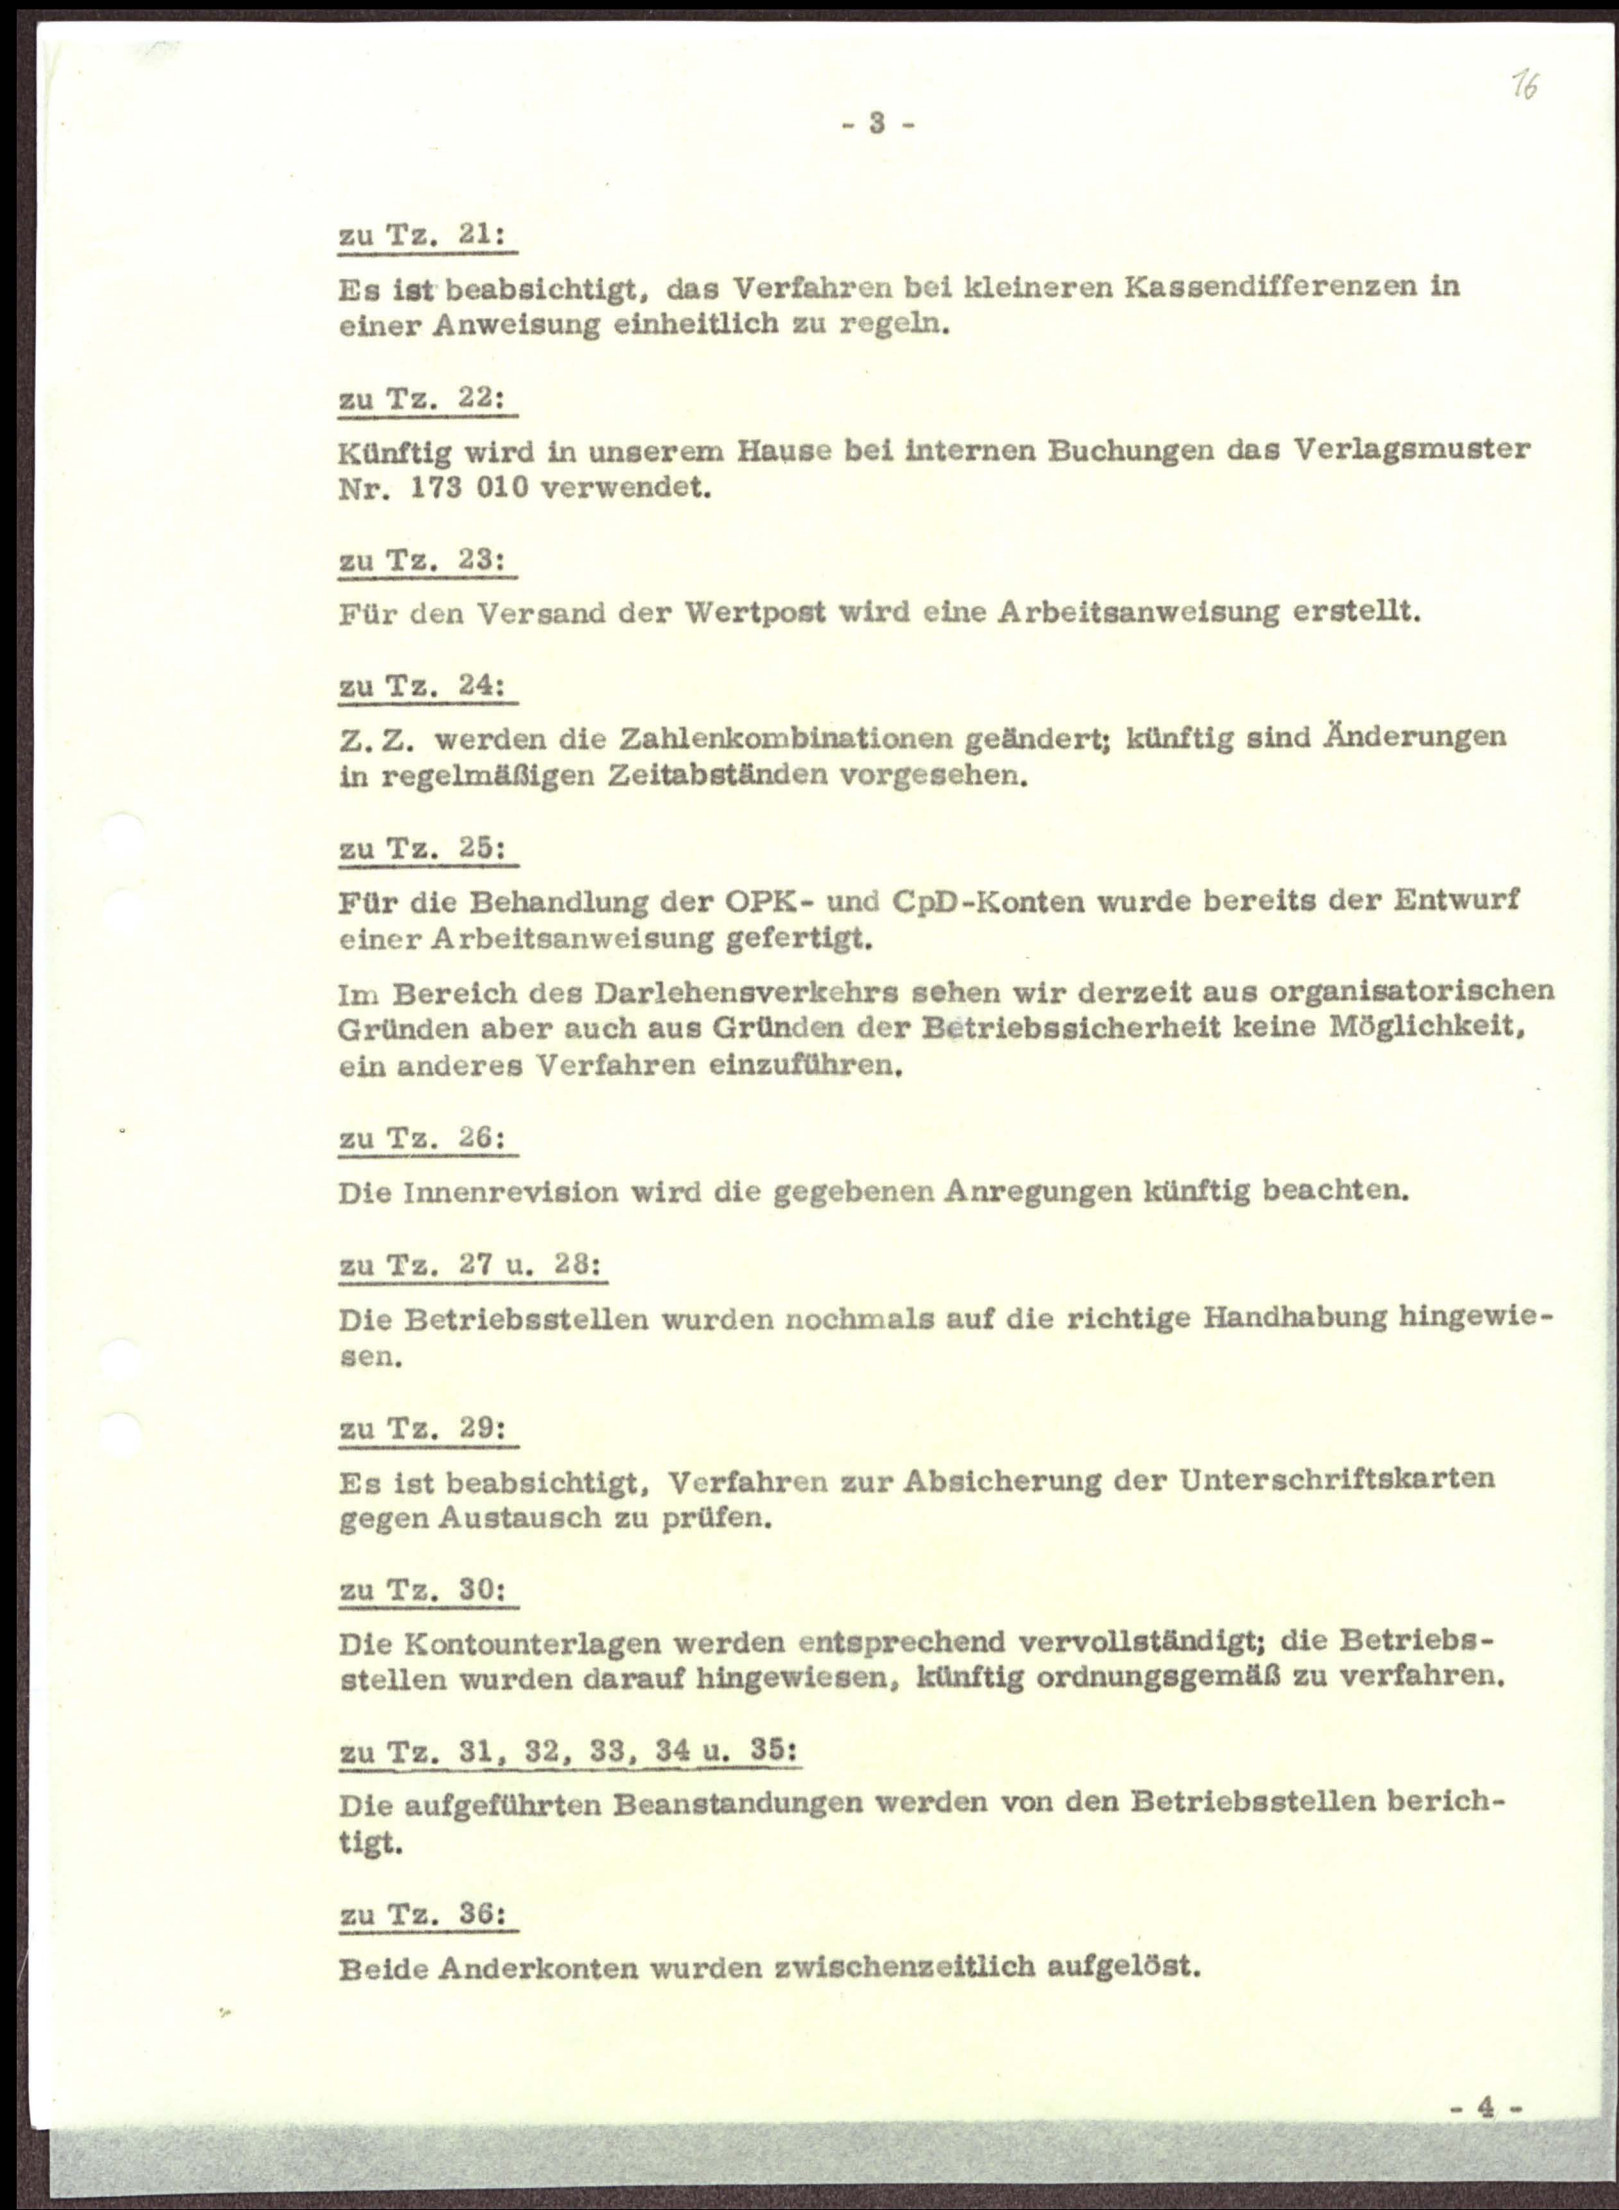 16
- 3 -
zu Tz. 21:
Es ist beabsichtigt, das Verfahren bei kleineren Kassendifferenzen in
einer Anweisung einheitlich zu regeln.
zu Tz. 22:
Künftig wird in unserem Hause bei internen Buchungen das Verlagsmuster
Nr. 173 010 verwendet.
zu Tz. 23:
Für den Versand der Wertpost wird eine Arbeitsanweisung erstellt.
zu Tz. 24:
Z. Z. werden die Zahlenkombinationen geändert; künftig sind Änderungen
in regelmäßigen Zeitabständen vorgesehen.
zu Tz. 25:
Für die Behandlung der OPK- und CpD-Konten wurde bereits der Entwurf
einer Arbeitsanweisung gefertigt.
Im Bereich des Darlehensverkehrs sehen wir derzeit aus organisatorischen
Gründen aber auch aus Gründen der Betriebssicherheit keine Möglichkeit,
ein anderes Verfahren einzuführen.
zu Tz. 26:
Die Innenrevision wird die gegebenen Anregungen künftig beachten.
zu Tz. 27 u. 28:
Die Betriebsstellen wurden nochmals auf die richtige Handhabung hingewie-
sen.
zu Tz. 29:
Es ist beabsichtigt, Verfahren zur Absicherung der Unterschriftskarten
gegen Austausch zu prüfen.
zu Tz. 30:
Die Kontounterlagen werden entsprechend vervollständigt; die Betriebs-
stellen wurden darauf hingewiesen, künftig ordnungsgemäß zu verfahren.
zu Tz. 31, 32, 33, 34 u. 35:
Die aufgeführten Beanstandungen werden von den Betriebsstellen berich-
tigt.
zu Tz. 36:
Beide Anderkonten wurden zwischenzeitlich aufgelöst.
- 4 -